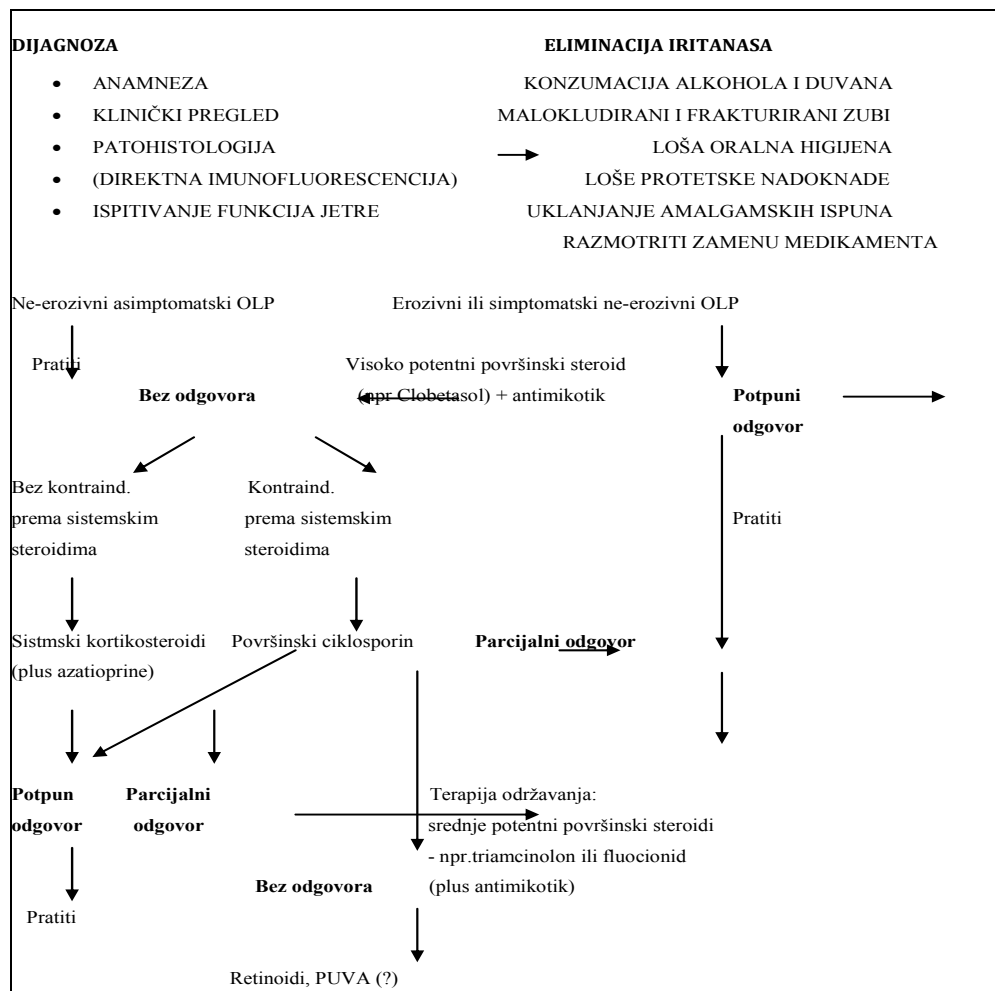 DIJAGNOZA
ELIMINACIJA IRITANASA
• ANAMNEZA
KONZUMACIJA ALKOHOLA I DUVANA
• KLINIČKI PREGLED
MALOKLUDIRANI I FRAKTURIRANI ZUBI
• PATOHISTOLOGIJA
LOŠA ORALNA HIGIJENA
• (DIREKTNA IMUNOFLUORESCENCIJA)
LOŠE PROTETSKE NADOKNADE
• ISPITIVANJE FUNKCIJA JETRE
UKLANJANJE AMALGAMSKIH ISPUNA
RAZMOTRITI ZAMENU MEDIKAMENTA
Ne-erozivni asimptomatski OLP
Erozivni ili simptomatski ne-erozivni OLP
Pratiti
Visoko potentni površinski steroid
Bez odgovora
(npr Clobetasol) + antimikotik
Potpuni
odgovor
Bez kontraind.
prema sistemskim
steroidima
Kontraind.
prema sistemskim
steroidima
Pratiti
Sistmski kortikosteroidi
(plus azatioprine)
Površinski ciklosporin
Parcijalni odgovor
Potpun
odgovor
Parcijalni
odgovor
Terapija održavanja:
srednje potentni površinski steroidi
- npr.triamcinolon ili fluocionid
(plus antimikotik)
Bez odgovora
Pratiti
Retinoidi, PUVA (?)